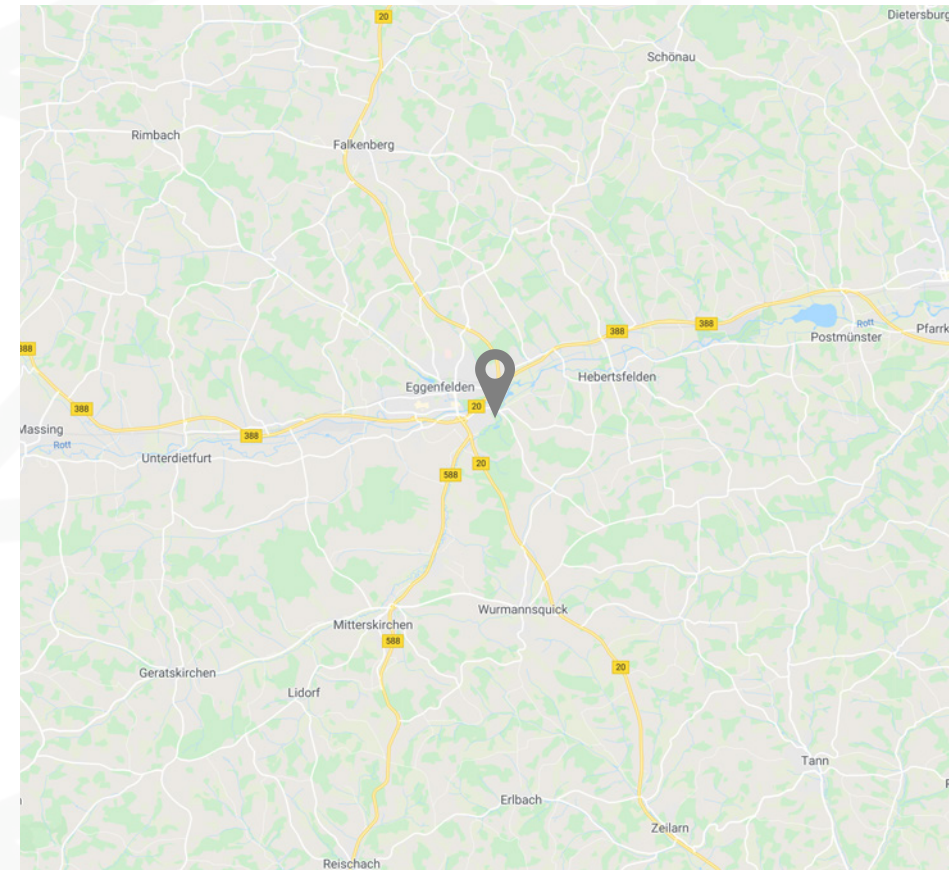 20
Dietersburg
Schönau
Rimbach
Falkenberg
388
388
Rott
Pfarrk
Postmünster
388
Hebertsfelden
Eggenfelden
20
388
388
Massing
Rott
Unterdietfurt
20
588
Wurmannsquick
Mitterskirchen
588
20
Geratskirchen
Lidorf
Tann
Erlbach
Zeilarn
Reischach